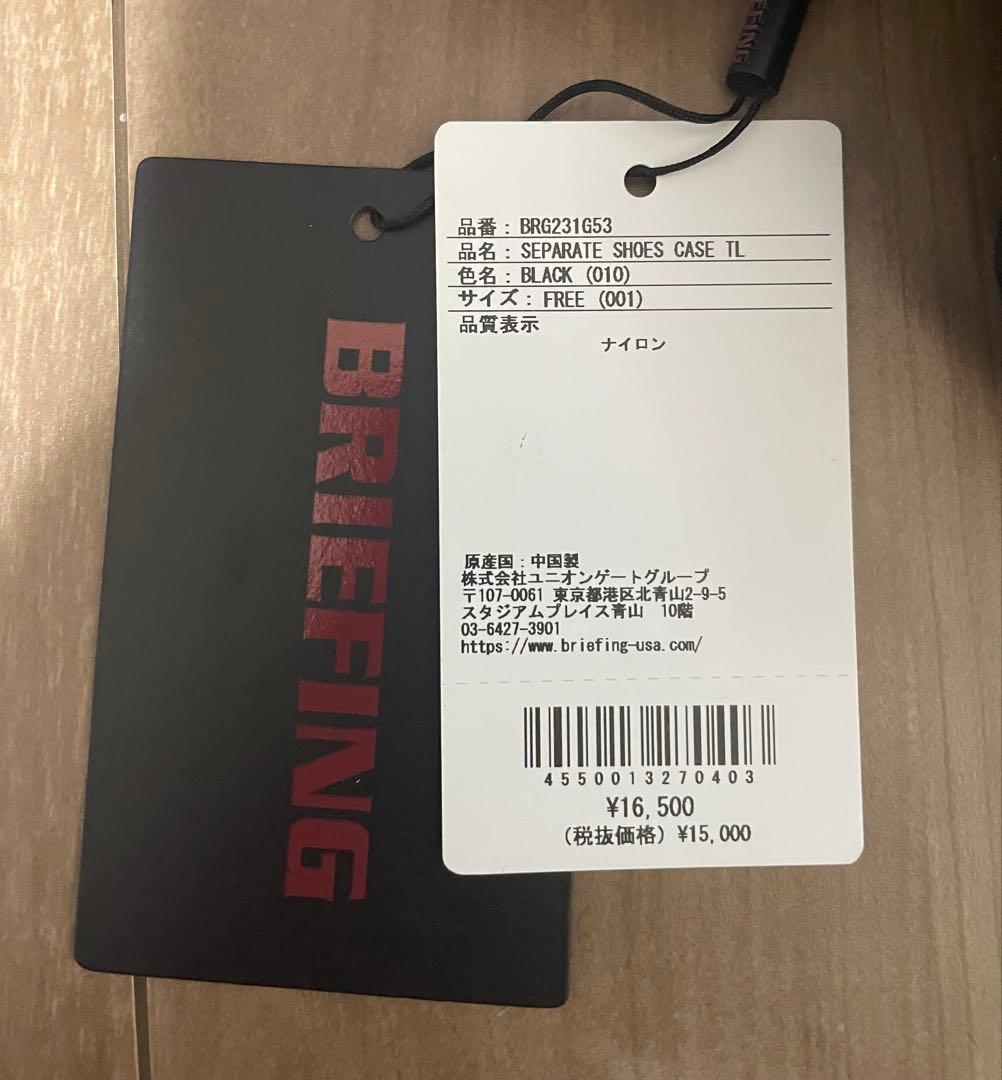 BRIEFING
品番：BRG231G53
品名：SEPARATE SHOES CASE TL
色名：BLACK (010)
サイズ：FREE (001)
品質表示
ナイロン
原産国：中国製
株式会社ユニオンゲートグループ
〒107-0061 東京都港区北青山2-9-5
スタジアムプレイス青山　10階
03-6427-3901
https://www.briefing-usa.com/
4550013270403
¥16,500
(税抜価格) ¥15,000